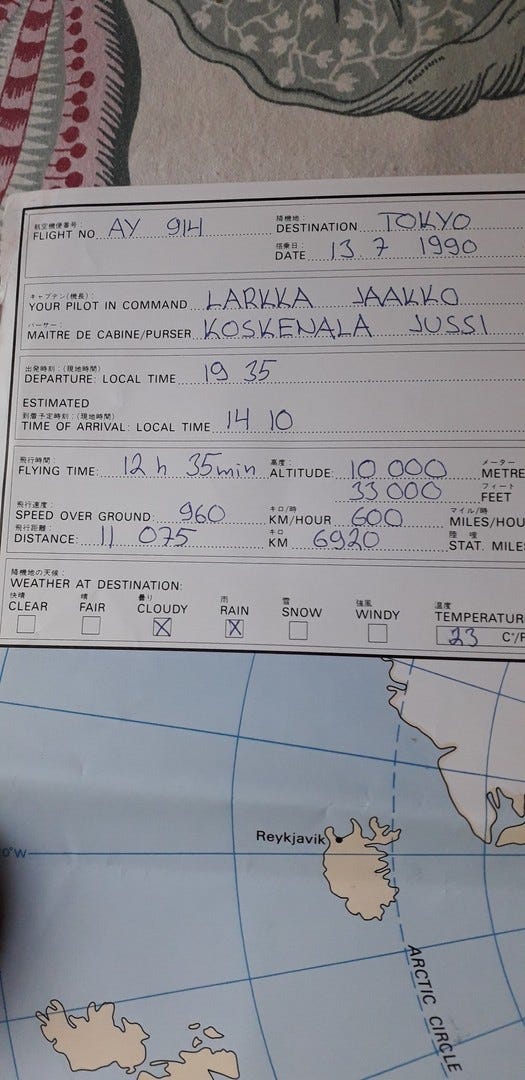 航空機便番号: 降機地:
FLIGHT NO. AY 914 DESTINATION TOKYO
搭乗日:
DATE 13 7 1990
キャプテン(機長):
YOUR PILOT IN COMMAND LARKKA JAAKKO
パーサー:
MAITRE DE CABINE/PURSER KOSKENALA JUSSI
出発時刻:(現地時間)
DEPARTURE: LOCAL TIME 19 35
ESTIMATED
到着予定時刻:(現地時間)
TIME OF ARRIVAL: LOCAL TIME 14 10
飛行時間: 高度: メーター
FLYING TIME: 12 h 35min ALTITUDE: 10 000 METRE
フィート
33 000 FEET
飛行速度: キロ/時 マイル/時
SPEED OVER GROUND: 960 KM/HOUR 600 MILES/HOU
飛行距離: キロ 陸 哩
DISTANCE: 11 075 KM 6920 STAT. MILES
降機地の天候:
WEATHER AT DESTINATION:
快晴 晴 曇り 雨 雪 強風 温度
CLEAR FAIR CLOUDY RAIN SNOW WINDY TEMPERATUR
23 C°/F
Reykjavik
0°W
ARCTIC CIRCLE